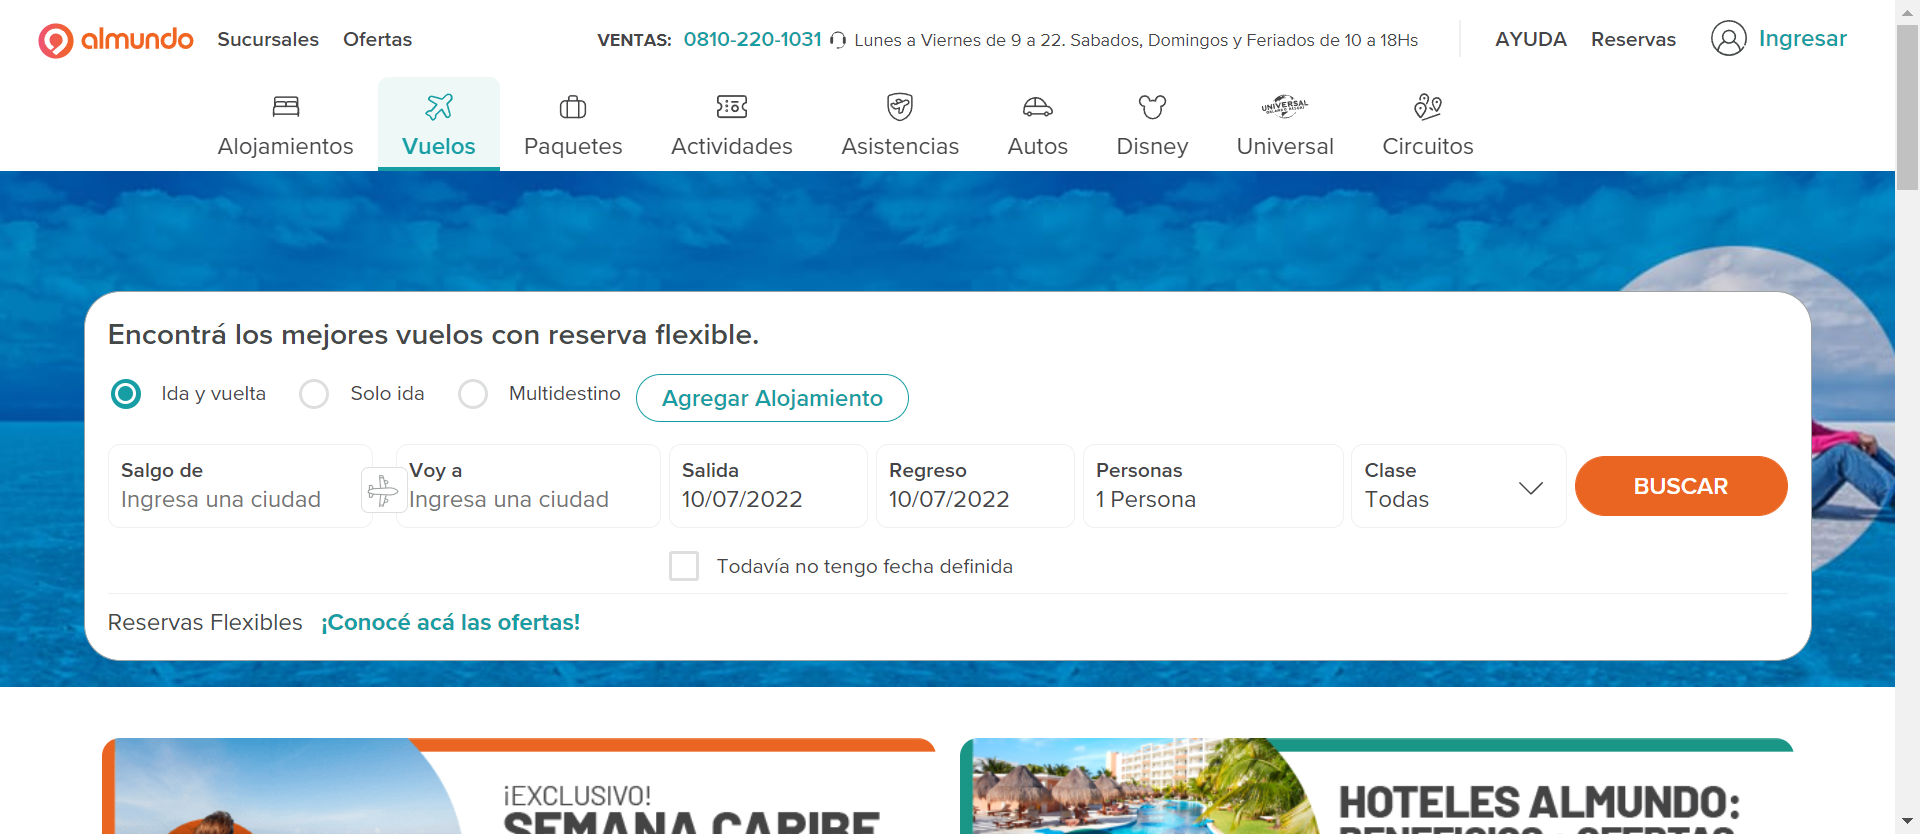 almundo Sucursales Ofertas VENTAS: 0810-220-1031 Lunes a Viernes de 9 a 22. Sabados, Domingos y Feriados de 10 a 18Hs AYUDA Reservas Ingresar
UNIVERSAL
Alojamientos Vuelos Paquetes Actividades Asistencias Autos Disney Universal Circuitos
Encontrá los mejores vuelos con reserva flexible.
Ida y vuelta Solo ida Multidestino Agregar Alojamiento
Salgo de Voy a Salida Regreso Personas Clase
Ingresa una ciudad Ingresa una ciudad 10/07/2022 10/07/2022 1 Persona Todas BUSCAR
Todavía no tengo fecha definida
Reservas Flexibles ¡Conocé acá las ofertas!
¡EXCLUSIVO! HOTELES ALMUNDO:
SEMANA CARIBE BENEFICIOS + OFERTAS